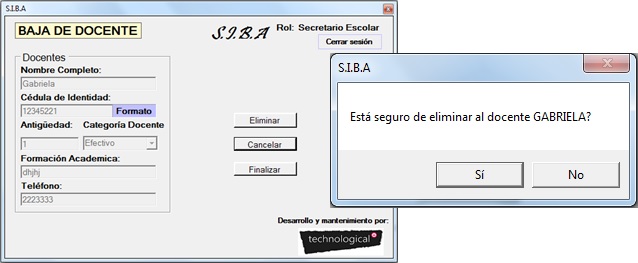 S.I.B.A
BAJA DE DOCENTE
S.I.B.A
Rol: Secretario Escolar
Cerrar sesión
Docentes
Nombre Completo:
Gabriela
Cédula de Identidad:
12345221
Formato
Antigüedad: Categoría Docente
1 Efectivo
Formación Academica:
dhjhj
Teléfono:
2223333
Eliminar
Cancelar
Finalizar
Desarrollo y mantenimiento por:
technological
S.I.B.A
Está seguro de eliminar al docente GABRIELA?
Sí No